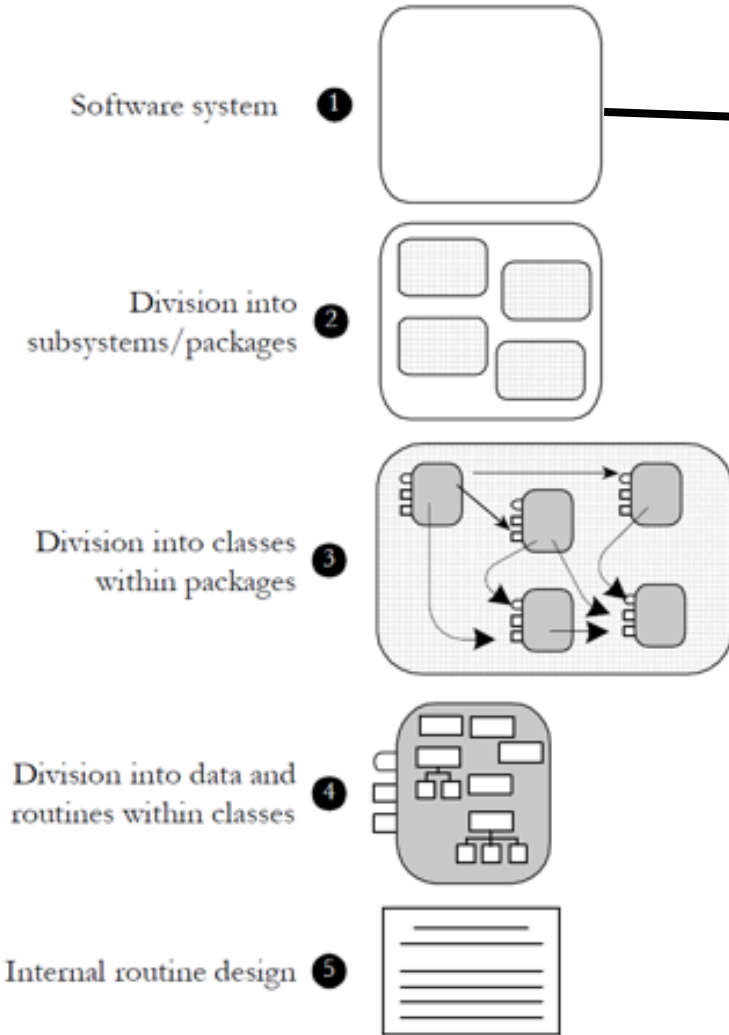 Software system 1
Division into
subsystems/packages
2
Division into classes
within packages
3
Division into data and
routines within classes
4
Internal routine design 5